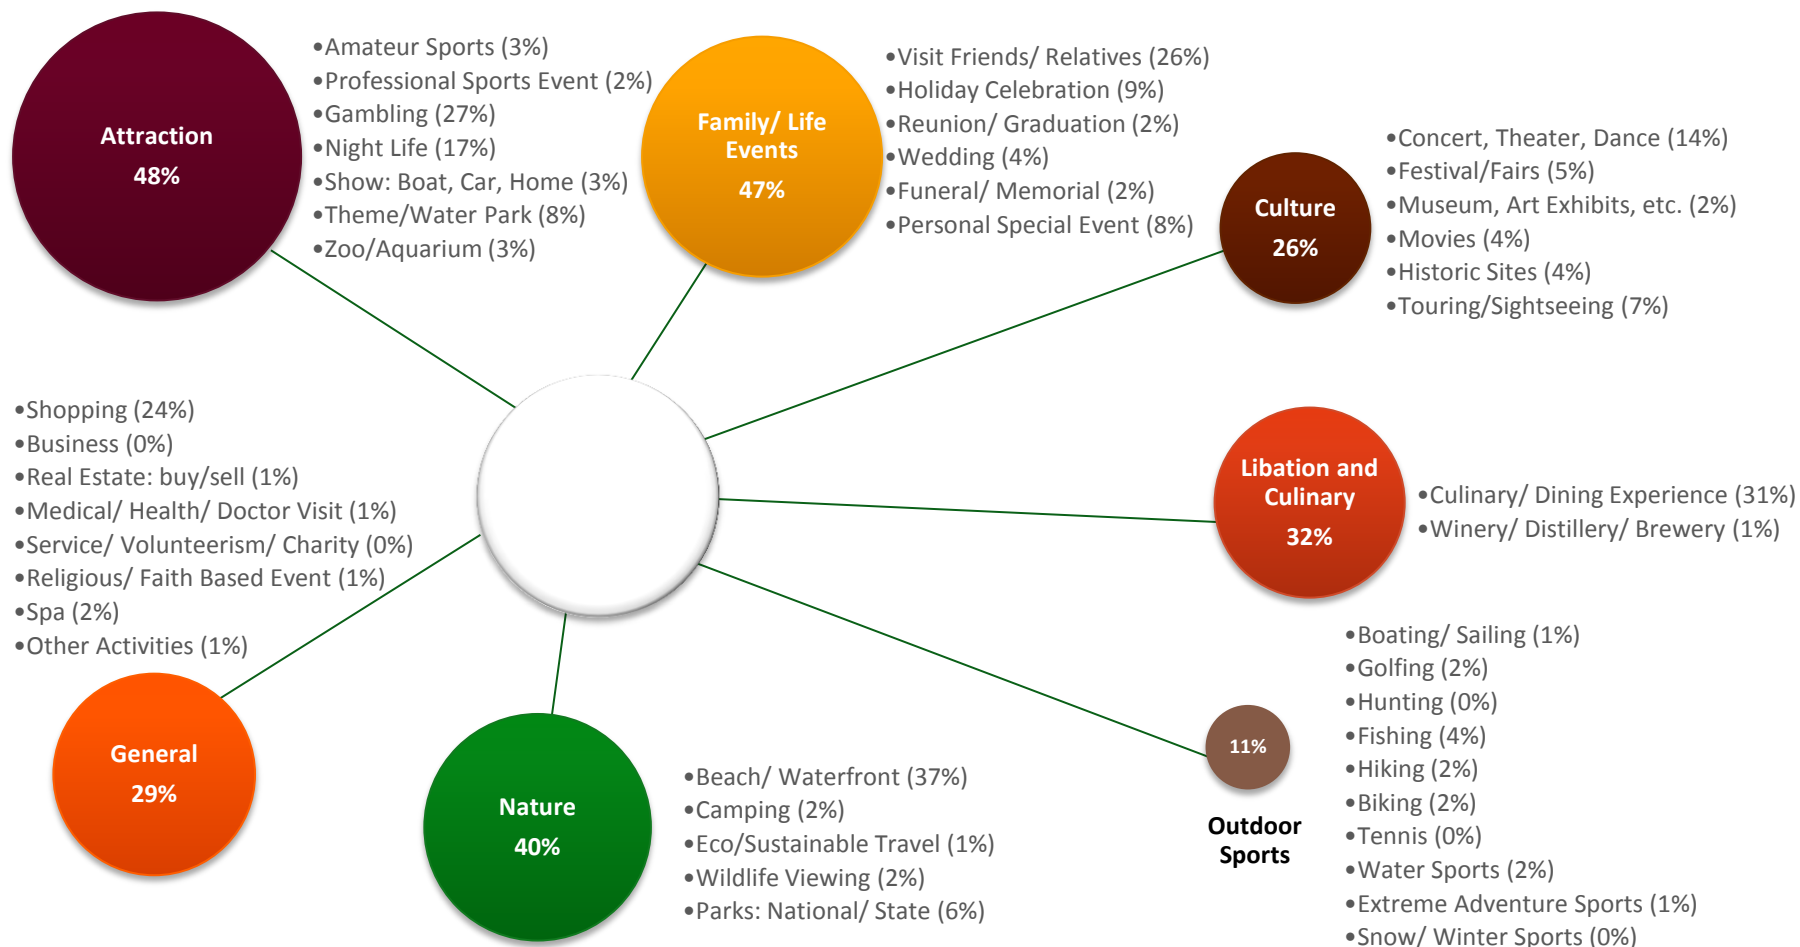 Attraction
48%
•Amateur Sports (3%)
•Professional Sports Event (2%)
•Gambling (27%)
•Night Life (17%)
•Show: Boat, Car, Home (3%)
•Theme/Water Park (8%)
•Zoo/Aquarium (3%)
Family/ Life
Events
47%
•Visit Friends/ Relatives (26%)
•Holiday Celebration (9%)
•Reunion/ Graduation (2%)
•Wedding (4%)
•Funeral/ Memorial (2%)
•Personal Special Event (8%)
Culture
26%
•Concert, Theater, Dance (14%)
•Festival/Fairs (5%)
•Museum, Art Exhibits, etc. (2%)
•Movies (4%)
•Historic Sites (4%)
•Touring/Sightseeing (7%)
•Shopping (24%)
•Business (0%)
•Real Estate: buy/sell (1%)
•Medical/ Health/ Doctor Visit (1%)
•Service/ Volunteerism/ Charity (0%)
•Religious/ Faith Based Event (1%)
•Spa (2%)
•Other Activities (1%)
General
29%
Libation and
Culinary
32%
•Culinary/ Dining Experience (31%)
•Winery/ Distillery/ Brewery (1%)
Nature
40%
•Beach/ Waterfront (37%)
•Camping (2%)
•Eco/Sustainable Travel (1%)
•Wildlife Viewing (2%)
•Parks: National/ State (6%)
11%
Outdoor
Sports
•Boating/ Sailing (1%)
•Golfing (2%)
•Hunting (0%)
•Fishing (4%)
•Hiking (2%)
•Biking (2%)
•Tennis (0%)
•Water Sports (2%)
•Extreme Adventure Sports (1%)
•Snow/ Winter Sports (0%)